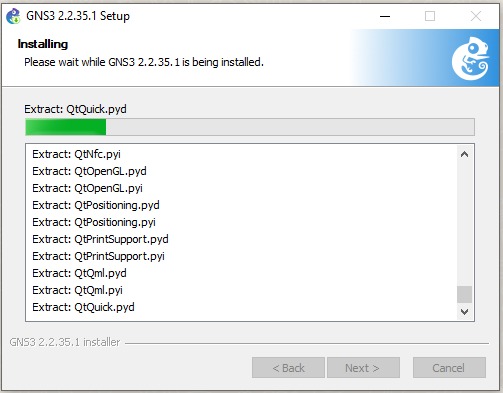 GNS3 2.2.35.1 Setup
Installing
Please wait while GNS3 2.2.35.1 is being installed.
Extract: QtQuick.pyd
Extract: QtNfc.pyi
Extract: QtOpenGL.pyd
Extract: QtOpenGL.pyi
Extract: QtPositioning.pyd
Extract: QtPositioning.pyi
Extract: QtPrintSupport.pyd
Extract: QtPrintSupport.pyi
Extract: QtQml.pyd
Extract: QtQml.pyi
Extract: QtQuick.pyd
GNS3 2.2.35.1 installer
< Back Next > Cancel